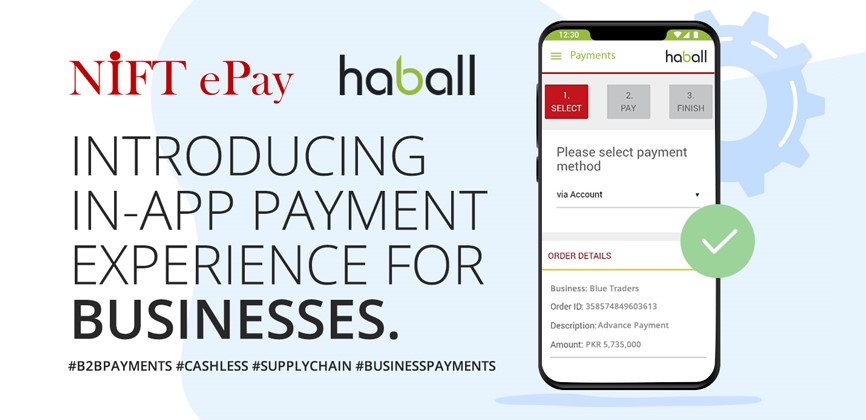 NIFT ePay
haball
INTRODUCING
IN-APP PAYMENT
EXPERIENCE FOR
BUSINESSES.
#B2BPAYMENTS #CASHLESS #SUPPLYCHAIN #BUSINESSPAYMENTS
12:30
Payments
haball
1.
SELECT
2.
PAY
3.
FINISH
Please select payment
method
via Account
ORDER DETAILS
Business: Blue Traders
Order ID: 358574849603613
Description: Advance Payment
Amount: PKR 5,735,000